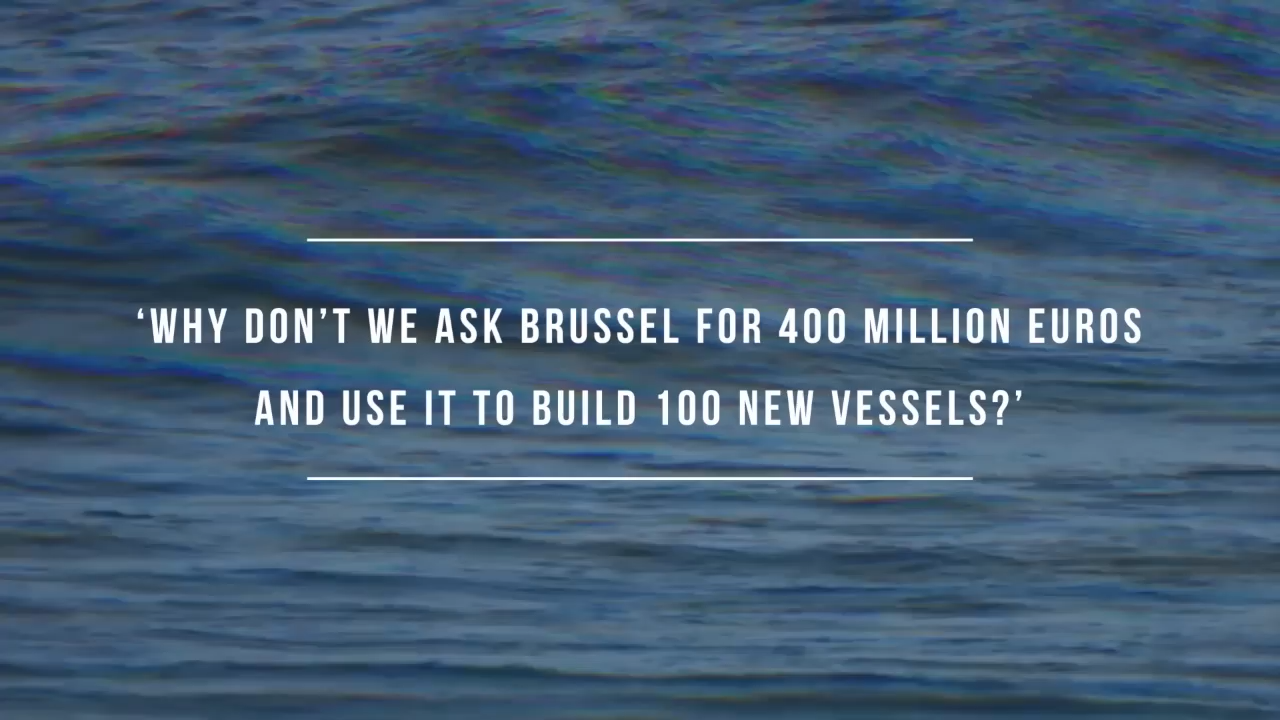 ‘WHY DON’T WE ASK BRUSSEL FOR 400 MILLION EUROS
AND USE IT TO BUILD 100 NEW VESSELS?’